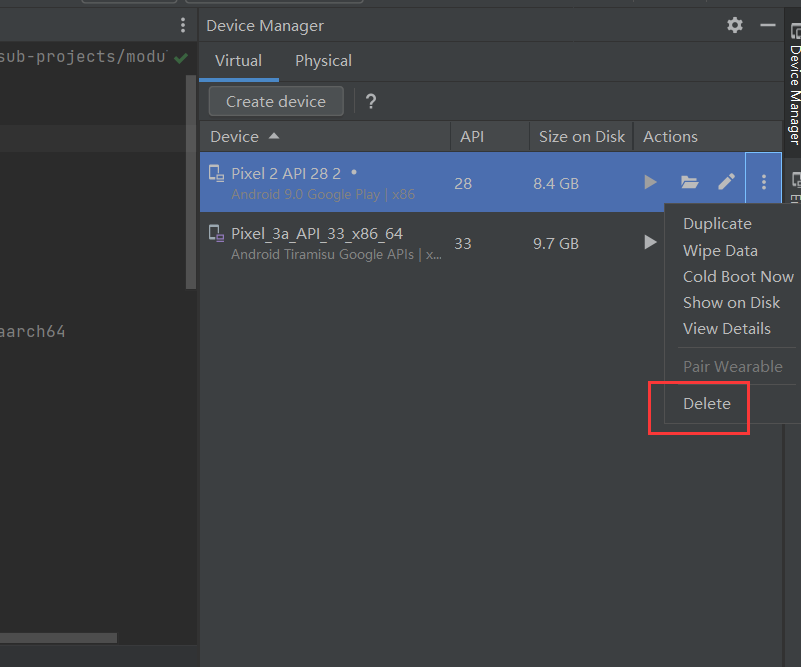 Device Manager
sub-projects/modu
Virtual Physical
Create device ?
Device API Size on Disk Actions
Pixel 2 API 28 2 •
Android 9.0 Google Play | x86
28 8.4 GB
Pixel_3a_API_33_x86_64
Android Tiramisu Google APIs | x...
33 9.7 GB
Duplicate
Wipe Data
Cold Boot Now
Show on Disk
View Details
Pair Wearable
Delete
aarch64
Device Manager